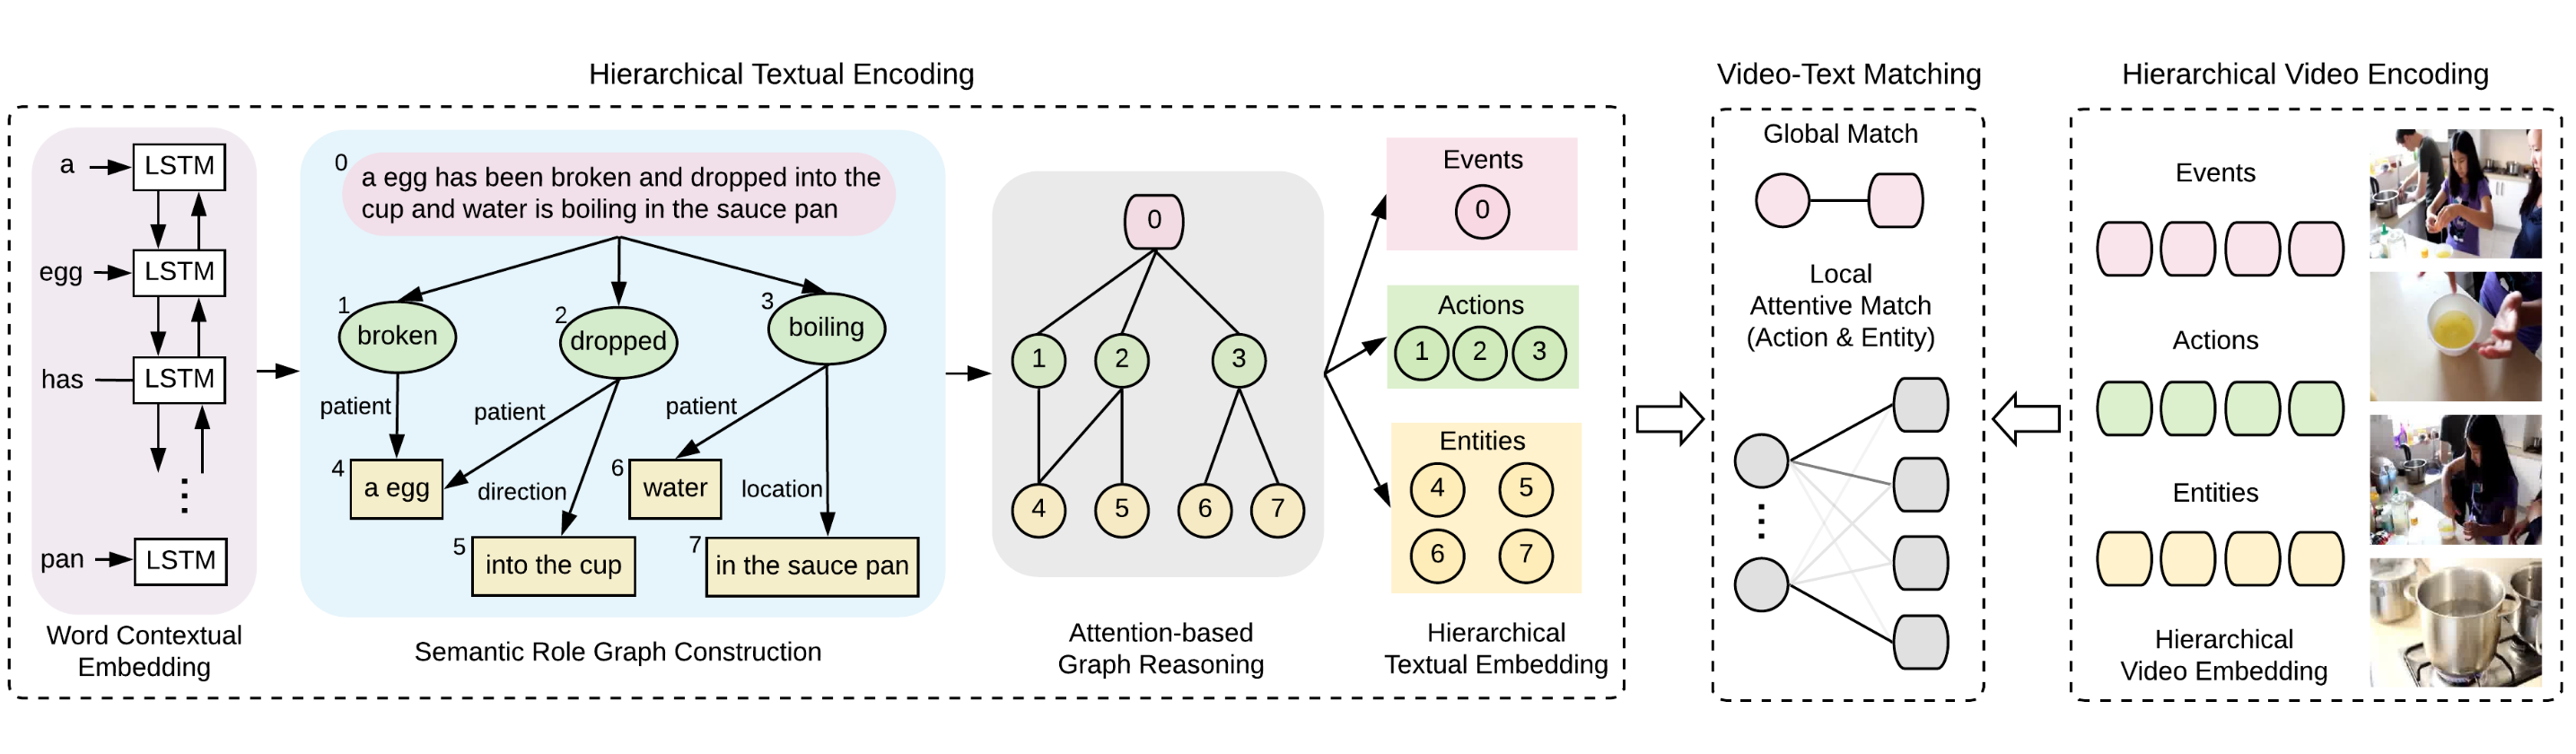 Hierarchical Textual Encoding
a
LSTM
egg
LSTM
has
LSTM
pan
LSTM
Word Contextual
Embedding
0
a egg has been broken and dropped into the
cup and water is boiling in the sauce pan
1
broken
2
dropped
3
boiling
patient
patient
patient
direction
location
4
a egg
5
into the cup
6
water
7
in the sauce pan
Semantic Role Graph Construction
0
1
2
3
4
5
6
7
Attention-based
Graph Reasoning
Events
0
Actions
1
2
3
Entities
4
5
6
7
Hierarchical
Textual Embedding
Video-Text Matching
Global Match
Local
Attentive Match
(Action & Entity)
Hierarchical Video Encoding
Events
Actions
Entities
Hierarchical
Video Embedding